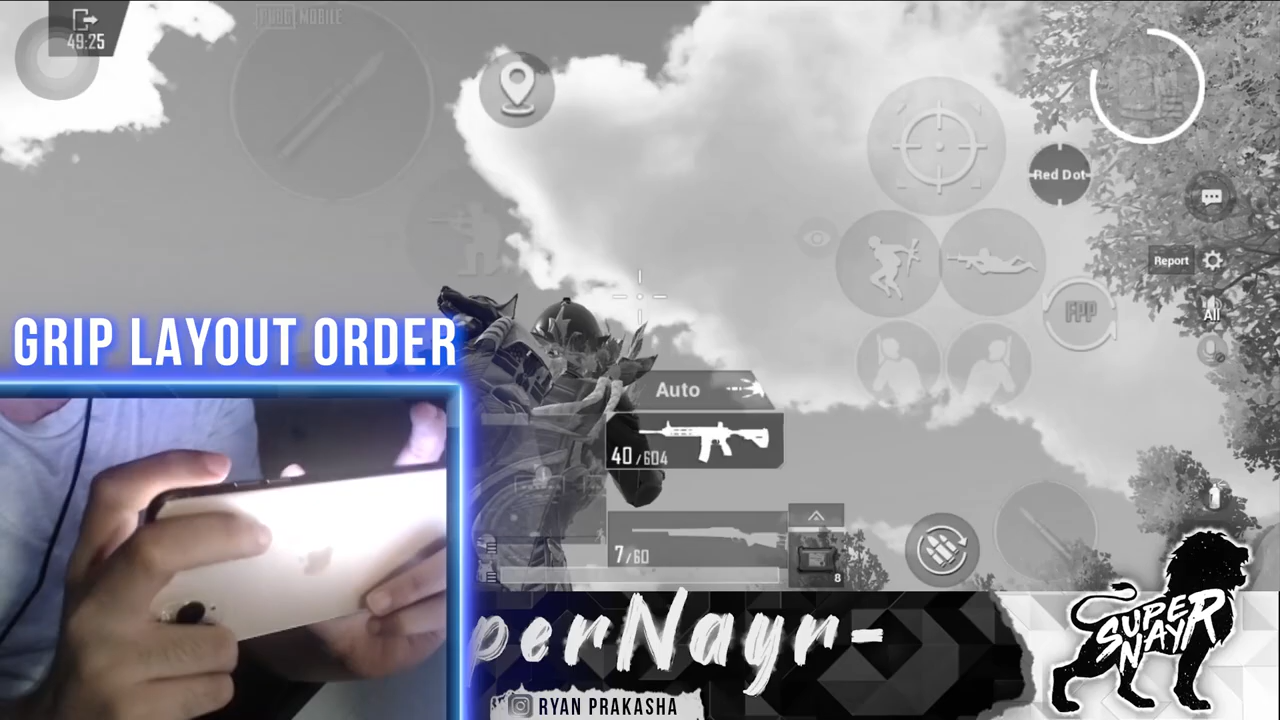 49:25
PUBG MOBILE
Red Dot
Report
FPP
All
GRIP LAYOUT ORDER
Auto
40/604
7/60
8
perNayr-
SUPER
NAYR
RYAN PRAKASHA